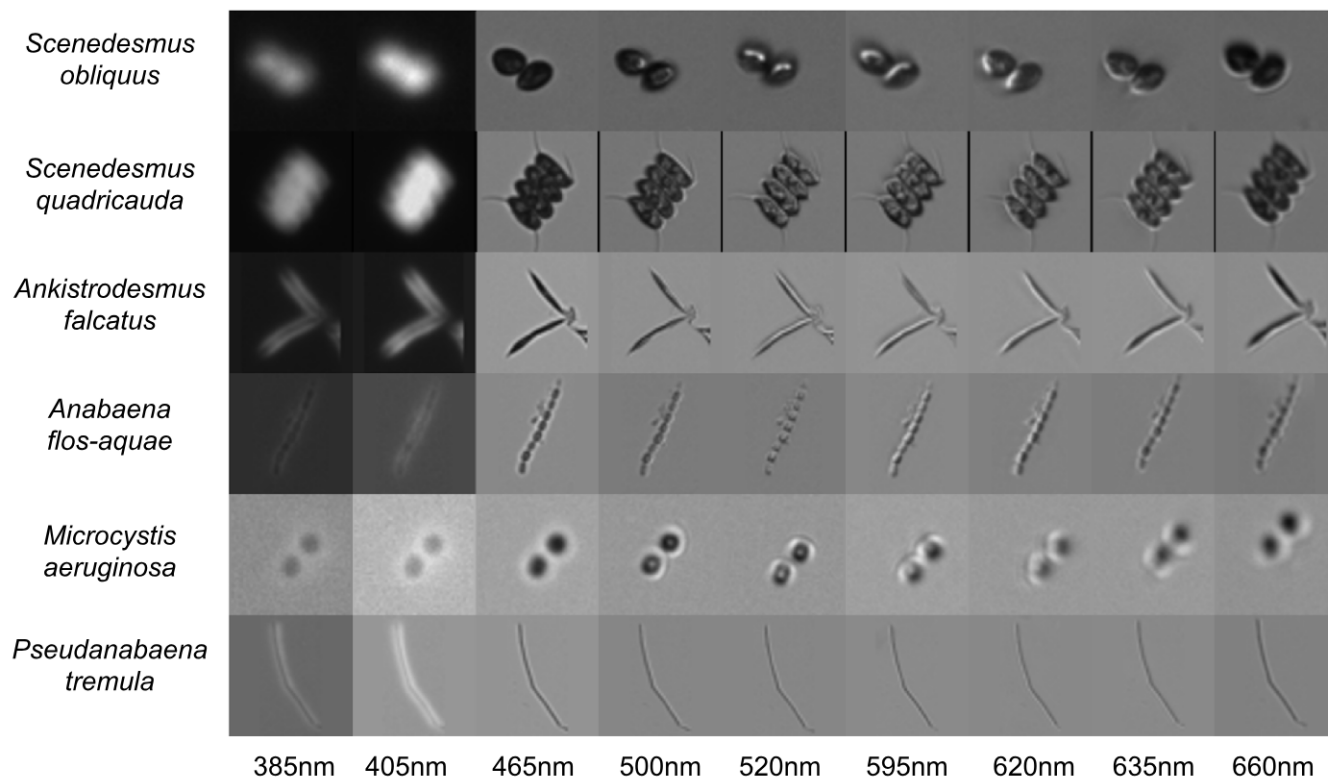 Scenedesmus
obliquus
Scenedesmus
quadricauda
Ankistrodesmus
falcatus
Anabaena
flos-aquae
Microcystis
aeruginosa
Pseudanabaena
tremula
385nm 405nm 465nm 500nm 520nm 595nm 620nm 635nm 660nm